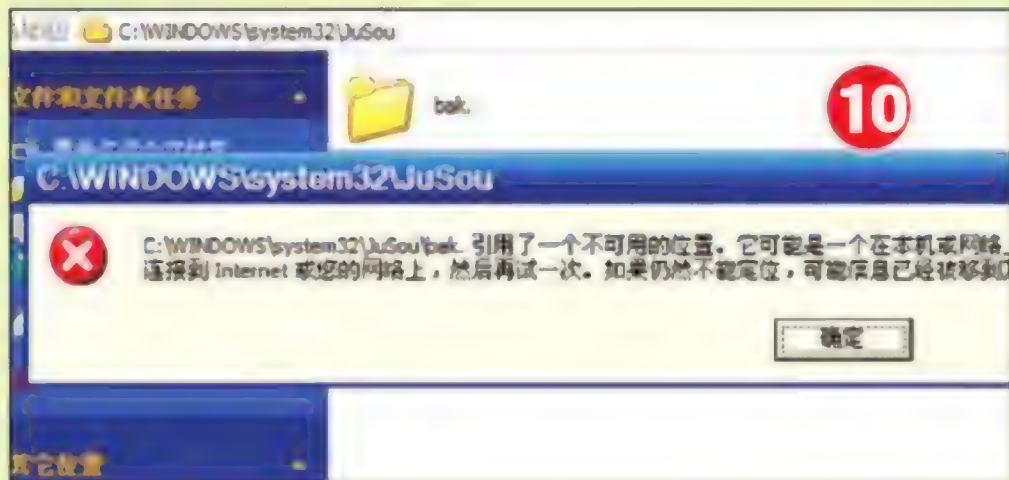 C:\WINDOWS\system32\JuSou
文件和文件夹任务
bak.
10
C:\WINDOWS\system32\JuSou
C:\WINDOWS\system32\JuSou\bak. 引用了一个不可用的位置。它可能是一个在本机或网络上
连接到 Internet 或您的网络上，然后再试一次。如果仍然不能定位，可能信息已经被移到
确定
其它位置